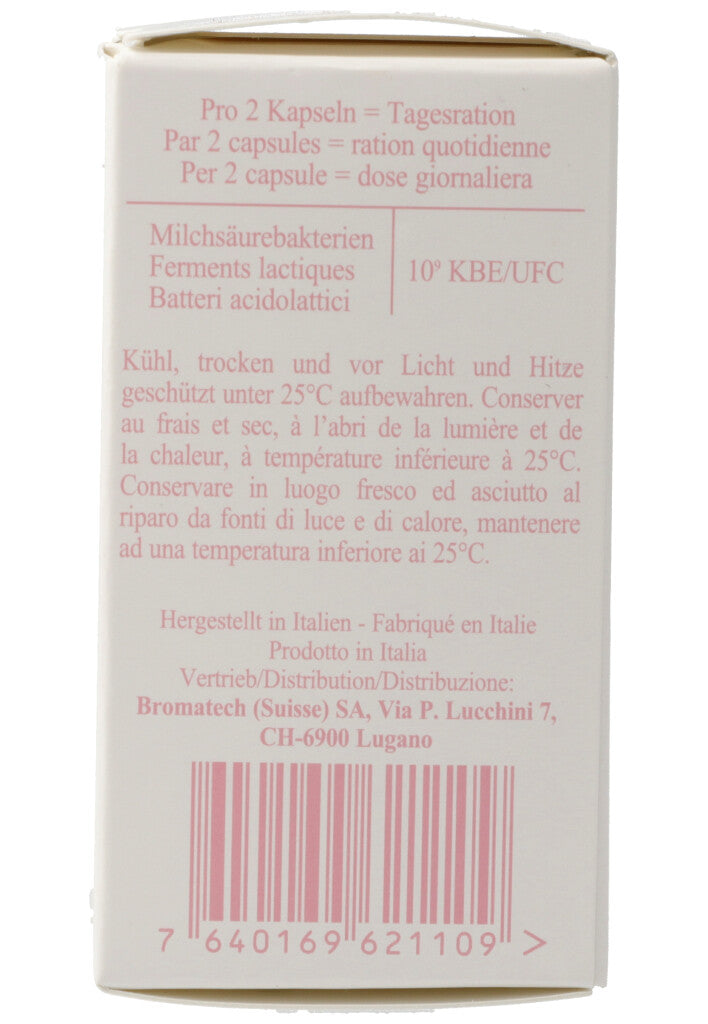 Pro 2 Kapseln = Tagesration
Par 2 capsules = ration quotidienne
Per 2 capsule = dose giornaliera
Milchsäurebakterien
Ferments lactiques
Batteri acidolattici
10⁹ KBE/UFC
Kühl, trocken und vor Licht und Hitze
geschützt unter 25°C aufbewahren. Conserver
au frais et sec, à l'abri de la lumière et de
la chaleur, à température inférieure à 25°C.
Conservare in luogo fresco ed asciutto al
riparo da fonti di luce e di calore, mantenere
ad una temperatura inferiore ai 25°C.
Hergestellt in Italien - Fabriqué en Italie
Prodotto in Italia
Vertrieb/Distribution/Distribuzione:
Bromatech (Suisse) SA, Via P. Lucchini 7,
CH-6900 Lugano
7 640169 621109 >